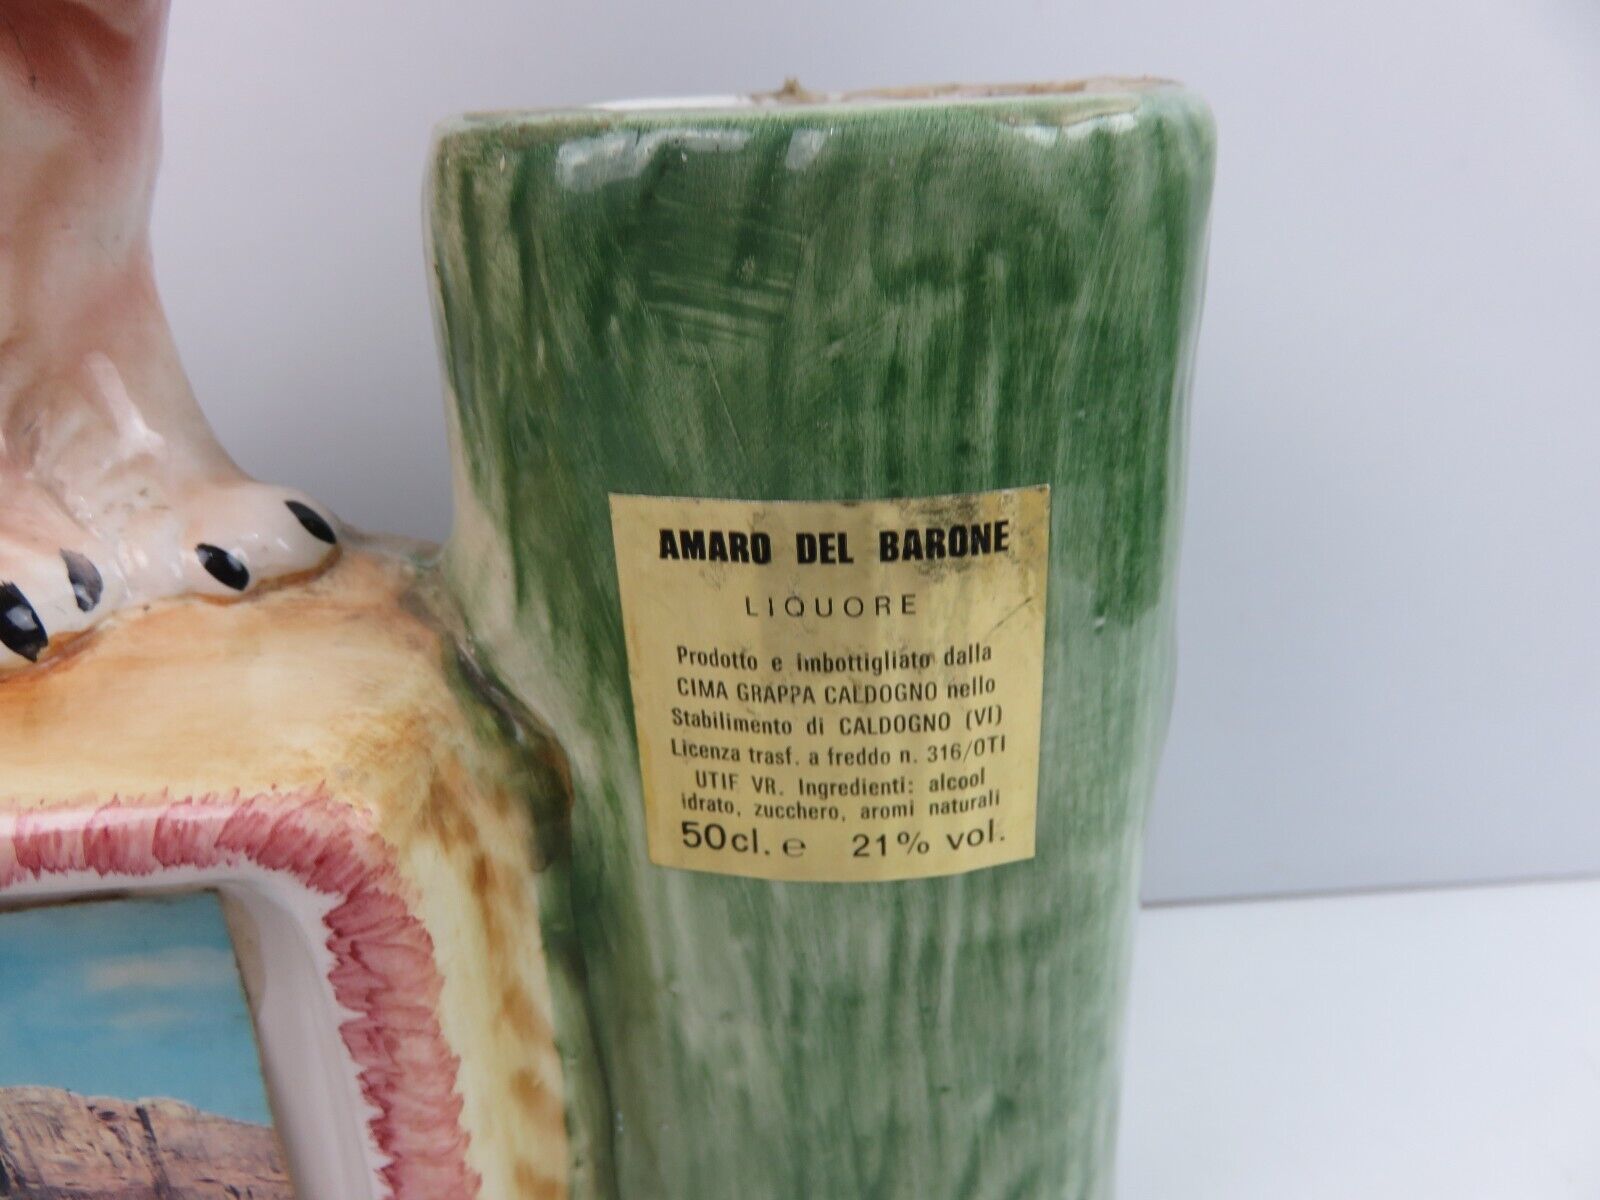 AMARO DEL BARONE
LIQUORE
Prodotto e imbottigliato dalla
CIMA GRAPPA CALDOGNO nello
Stabilimento di CALDOGNO (VI)
Licenza trasf. a freddo n. 316/OTI
UTIF VR. Ingredienti: alcool
idrato, zucchero, aromi naturali
50cl. ℮ 21% vol.